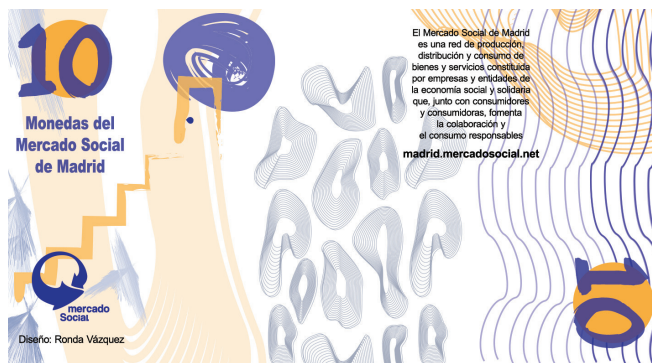 10
Monedas del
Mercado Social
de Madrid
mercado
Social
Diseño: Ronda Vázquez
El Mercado Social de Madrid
es una red de producción,
distribución y consumo de
bienes y servicios constituida
por empresas y entidades de
la economía social y solidaria
que, junto con consumidores
y consumidoras, fomenta
la colaboración y
el consumo responsables
madrid.mercadosocial.net
10